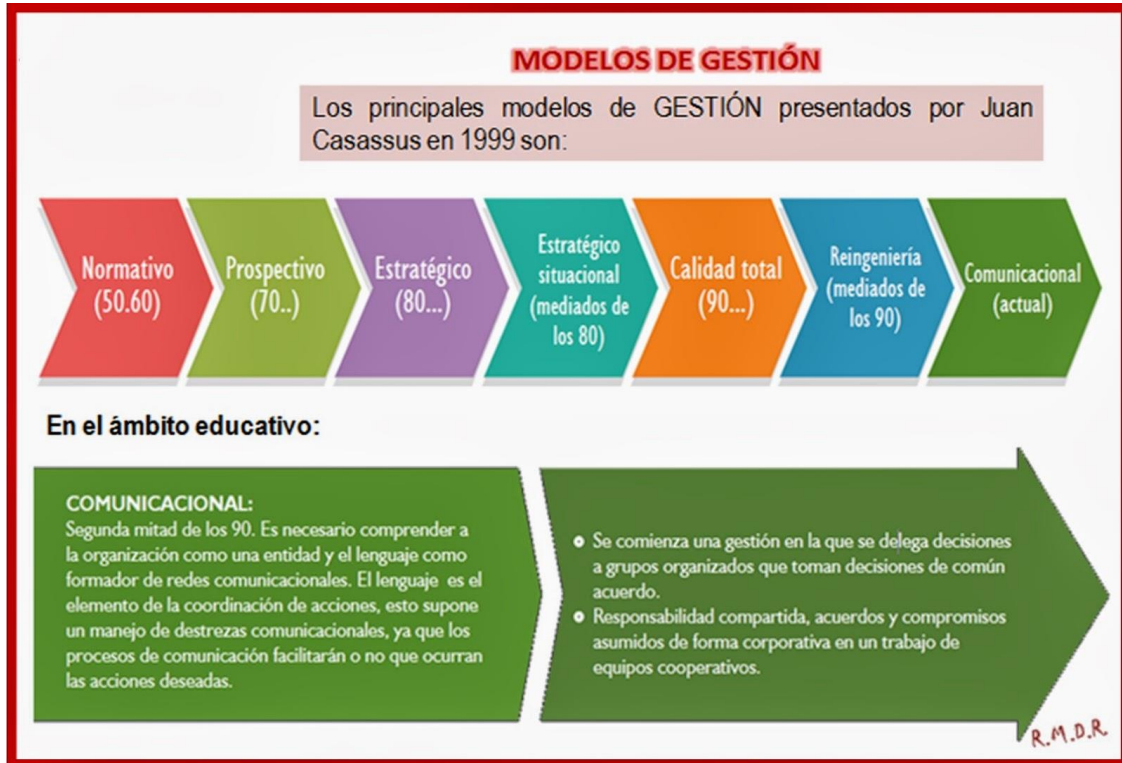 MODELOS DE GESTIÓN
Los principales modelos de GESTIÓN presentados por Juan
Casassus en 1999 son:
Normativo
(50.60)
Prospectivo
(70..)
Estratégico
(80...)
Estratégico
situacional
(mediados de
los 80)
Calidad total
(90...)
Reingeniería
(mediados de
los 90)
Comunicacional
(actual)
En el ámbito educativo:
COMUNICACIONAL:
Segunda mitad de los 90. Es necesario comprender a
la organización como una entidad y el lenguaje como
formador de redes comunicacionales. El lenguaje es el
elemento de la coordinación de acciones, esto supone
un manejo de destrezas comunicacionales, ya que los
procesos de comunicación facilitarán o no que ocurran
las acciones deseadas.
Se comienza una gestión en la que se delega decisiones
a grupos organizados que toman decisiones de común
acuerdo.
Responsabilidad compartida, acuerdos y compromisos
asumidos de forma corporativa en un trabajo de
equipos cooperativos.
R.M.D.R.